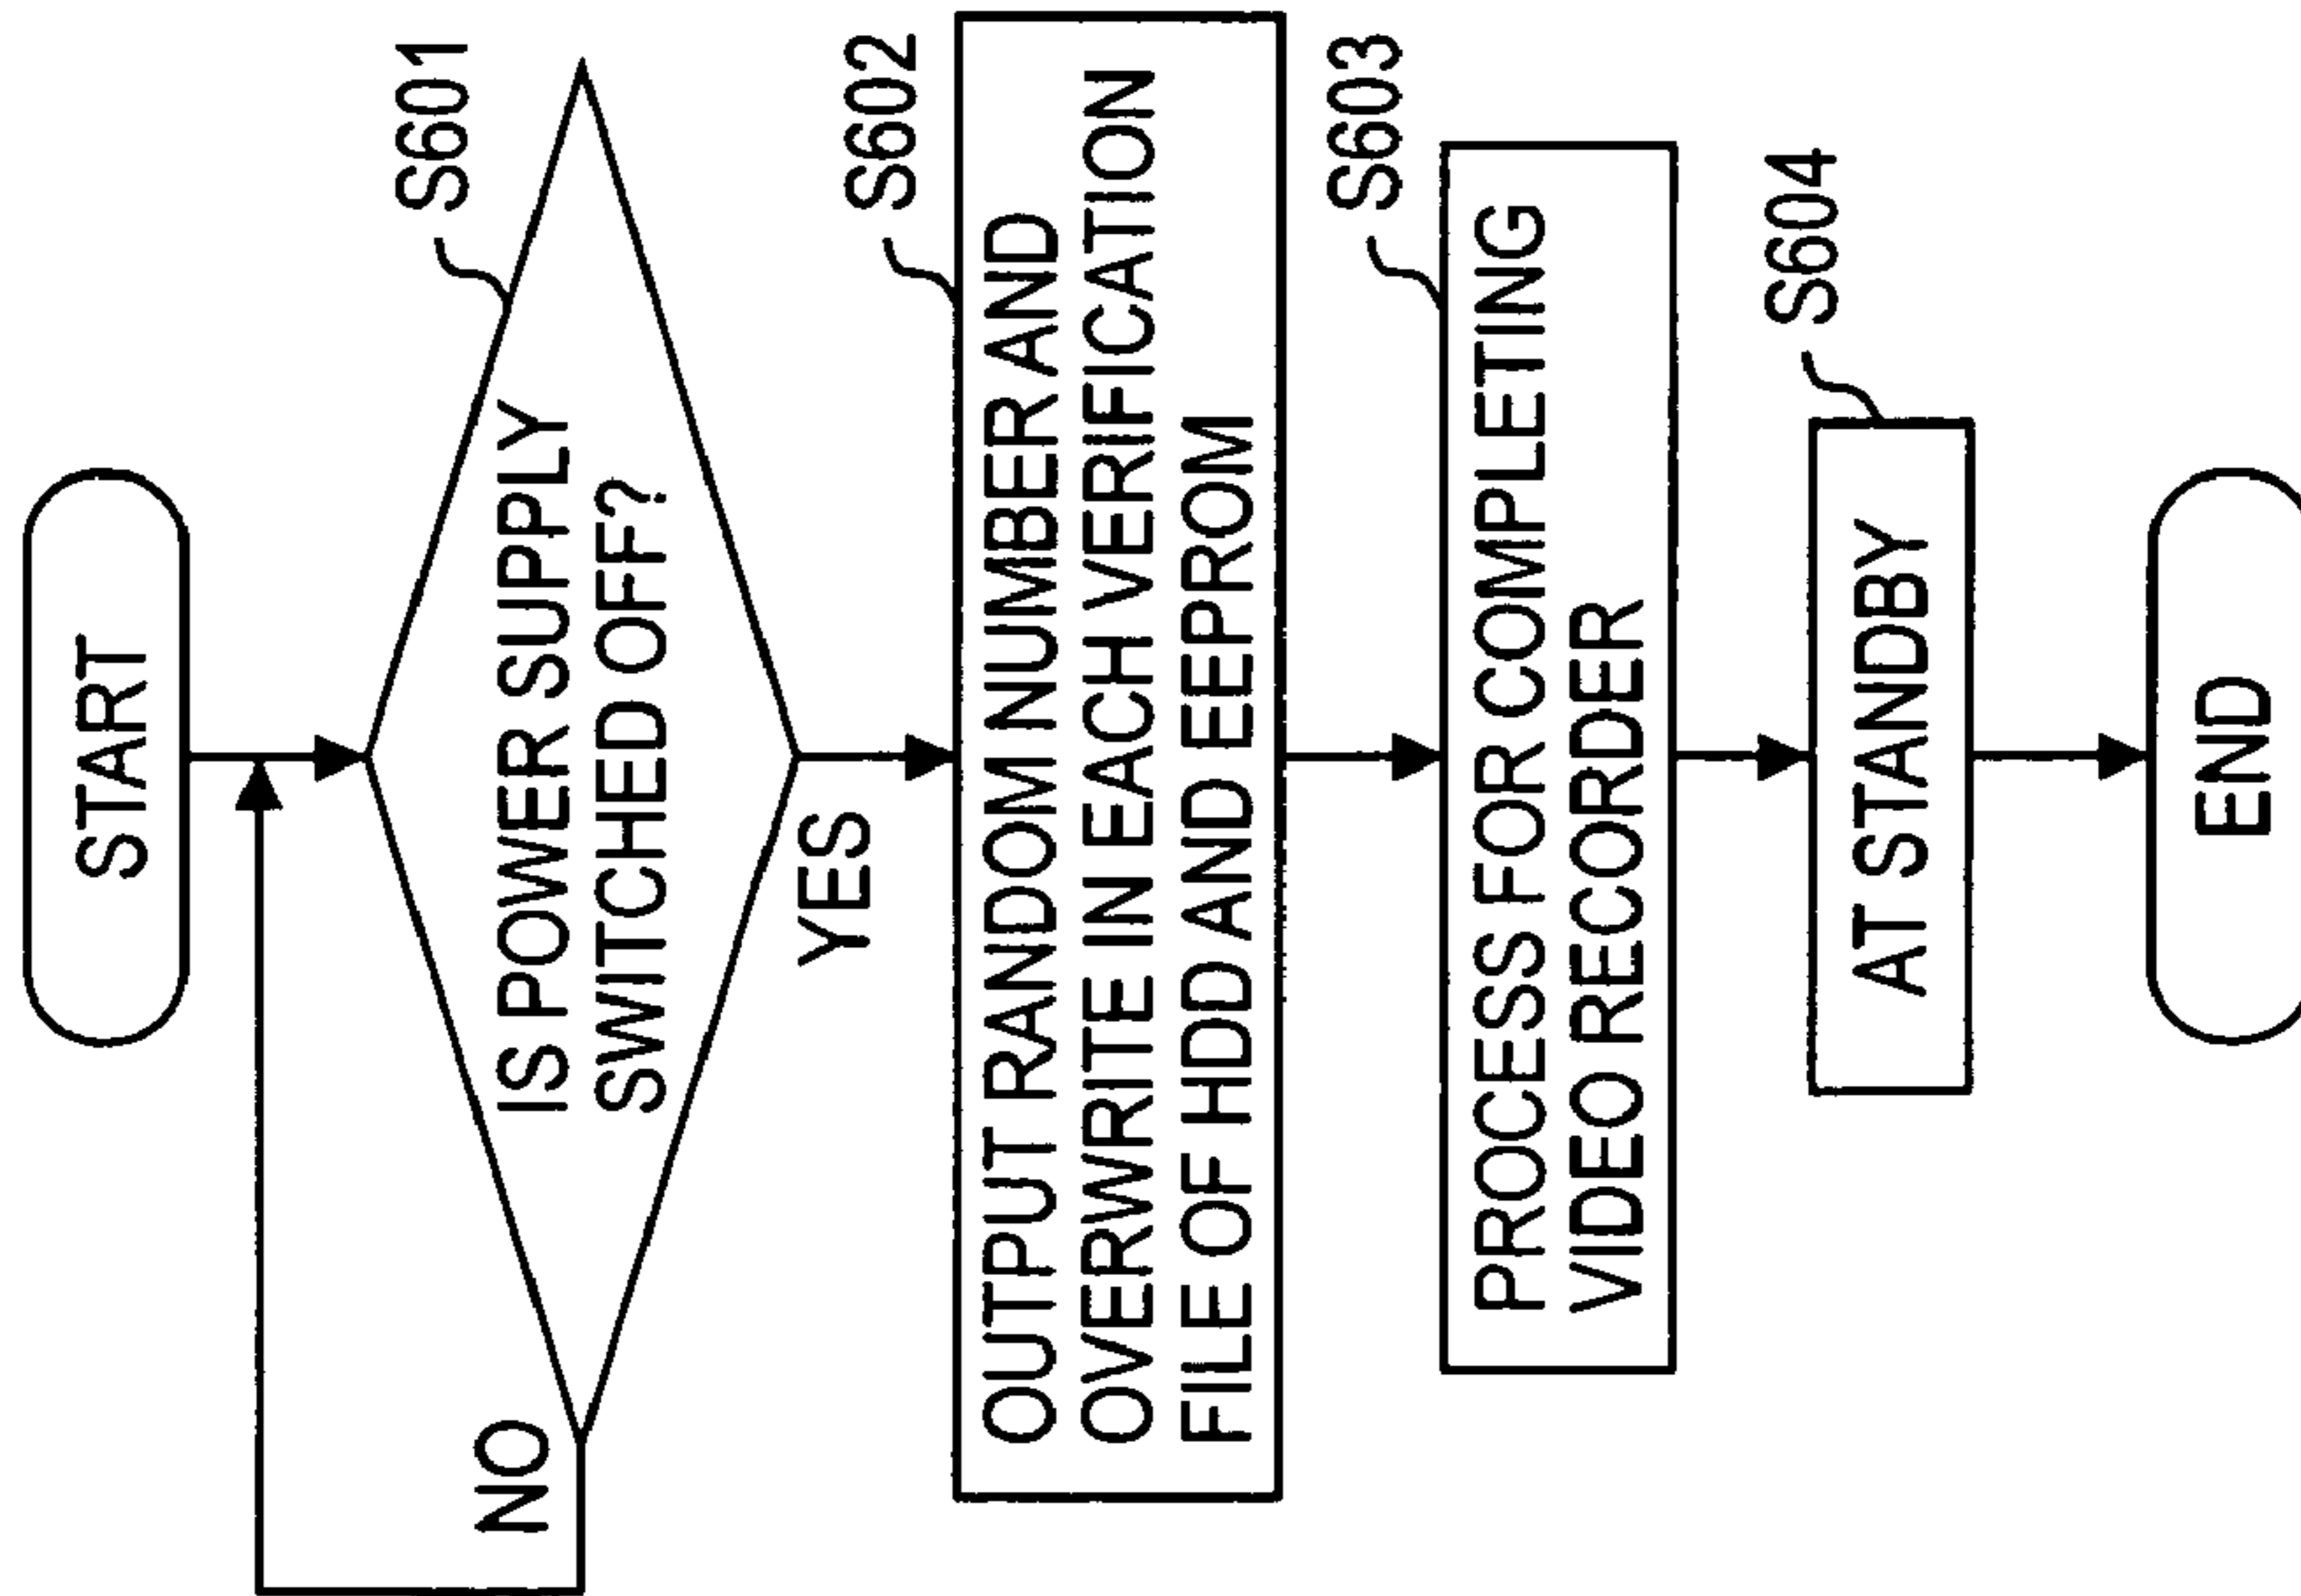 START
S601
IS POWER SUPPLY
SWITCHED OFF?
NO
YES
S602
OUTPUT RANDOM NUMBER AND
OVERWRITE IN EACH VERIFICATION
FILE OF HDD AND EEPROM
S603
PROCESS FOR COMPLETING
VIDEO RECORDER
S604
AT STANDBY
END